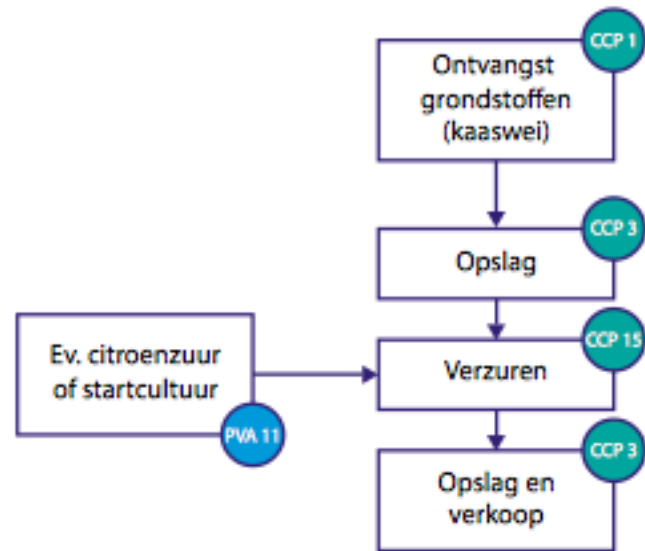 CCP 1
Ontvangst
grondstoffen
(kaaswei)
CCP 3
Opslag
CCP 15
Ev. citroenzuur
of startcultuur
PVA 11
Verzuren
CCP 3
Opslag en
verkoop